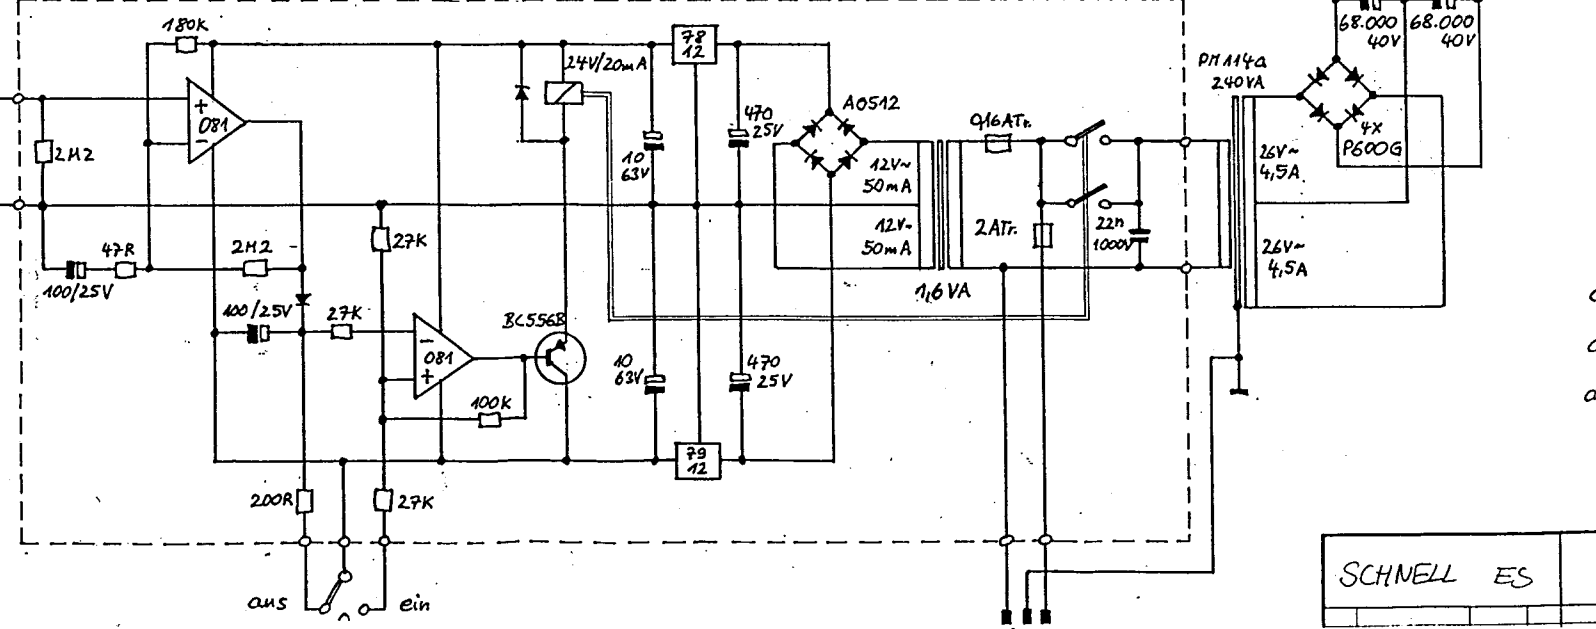 180K
+
081
-
2M2
47R
100/25V
2M2
100/25V
27K
27K
-
081
+
100K
BC556B
24V/20mA
78
12
470
25V
10
63V
10
63V
470
25V
79
12
A0512
12V~
50mA
12V~
50mA
1,6VA
0,16ATr.
2ATr.
22n
1000V
PM114a
240VA
26V~
4,5A
26V~
4,5A
68.000
40V
68.000
40V
4x
P600G
200R
27K
aus
ein
SCHNELL ES